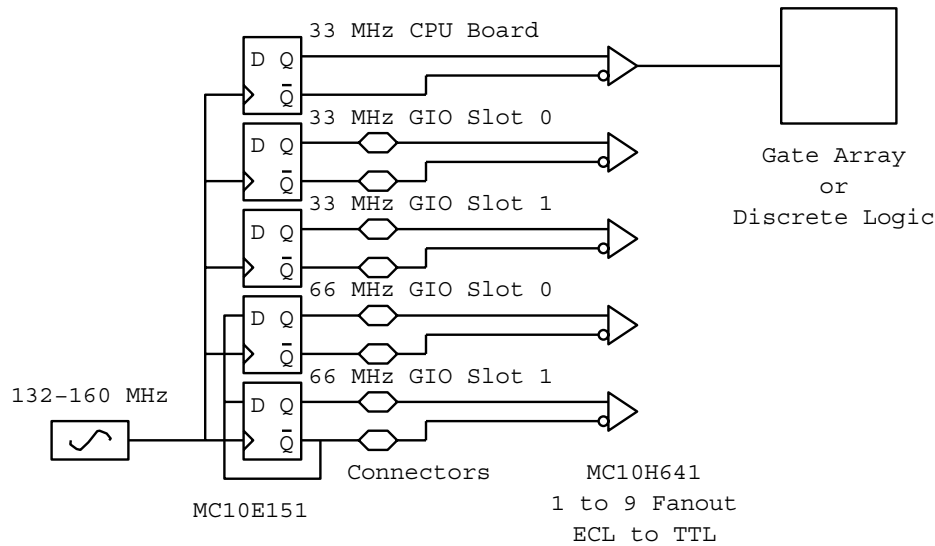 33 MHz CPU Board
D Q
Q̅
33 MHz GIO Slot 0
D Q
Q̅
Gate Array
or
Discrete Logic
33 MHz GIO Slot 1
D Q
Q̅
66 MHz GIO Slot 0
D Q
Q̅
66 MHz GIO Slot 1
132–160 MHz
D Q
Q̅
Connectors
MC10E151
MC10H641
1 to 9 Fanout
ECL to TTL